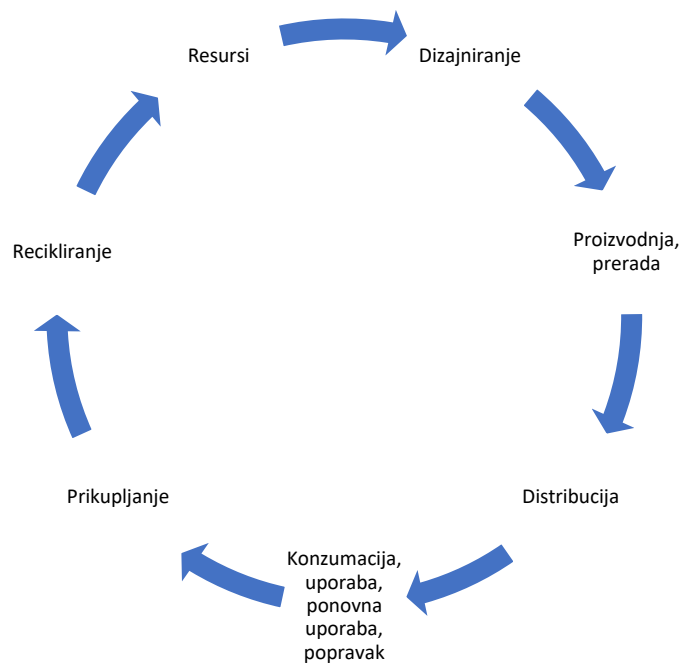 Resursi
Dizajniranje
Proizvodnja,
prerada
Distribucija
Konzumacija,
uporaba,
ponovna
uporaba,
popravak
Prikupljanje
Recikliranje